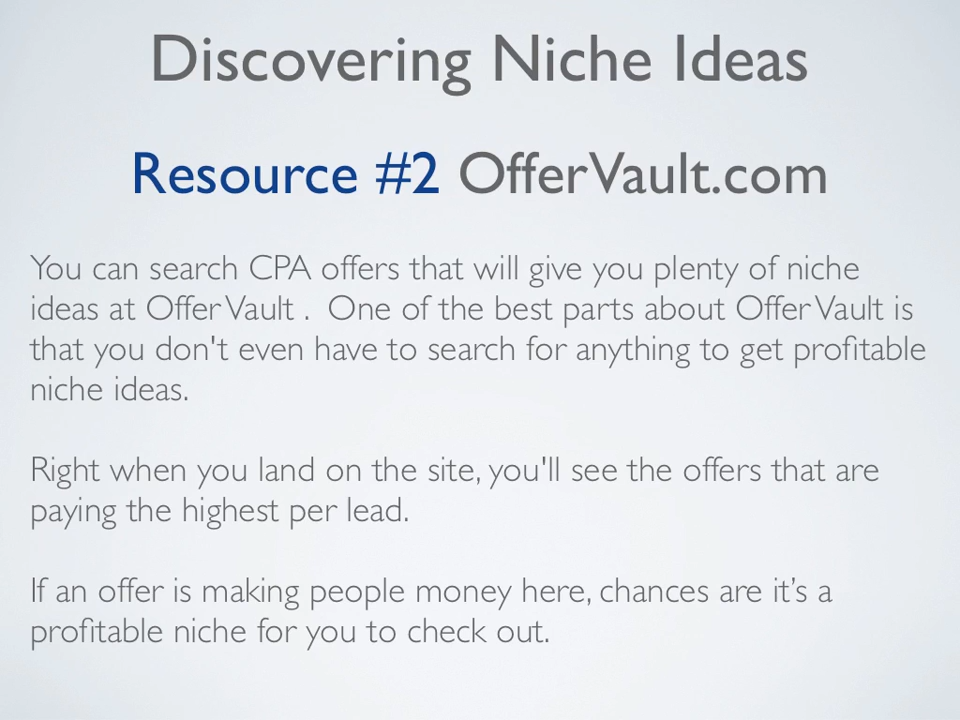 Discovering Niche Ideas
Resource #2 OfferVault.com
You can search CPA offers that will give you plenty of niche
ideas at OfferVault .  One of the best parts about OfferVault is
that you don't even have to search for anything to get profitable
niche ideas.
Right when you land on the site, you'll see the offers that are
paying the highest per lead.
If an offer is making people money here, chances are it’s a
profitable niche for you to check out.